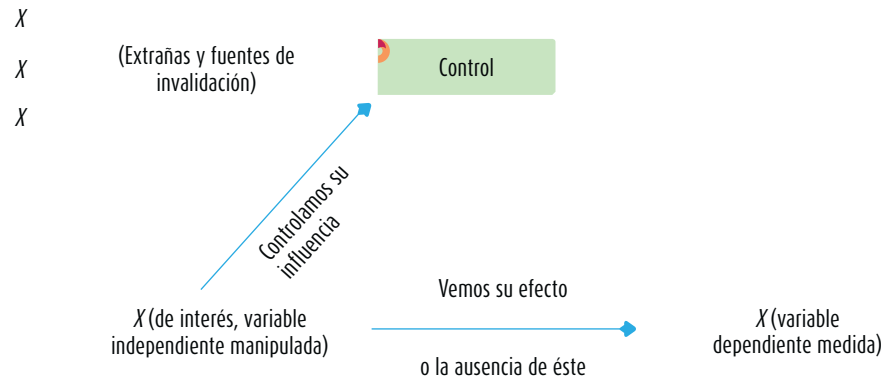 X
X
X
(Extrañas y fuentes de
invalidación)
Control
Controlamos su
influencia
X (de interés, variable
independiente manipulada)
Vemos su efecto
o la ausencia de éste
X (variable
dependiente medida)